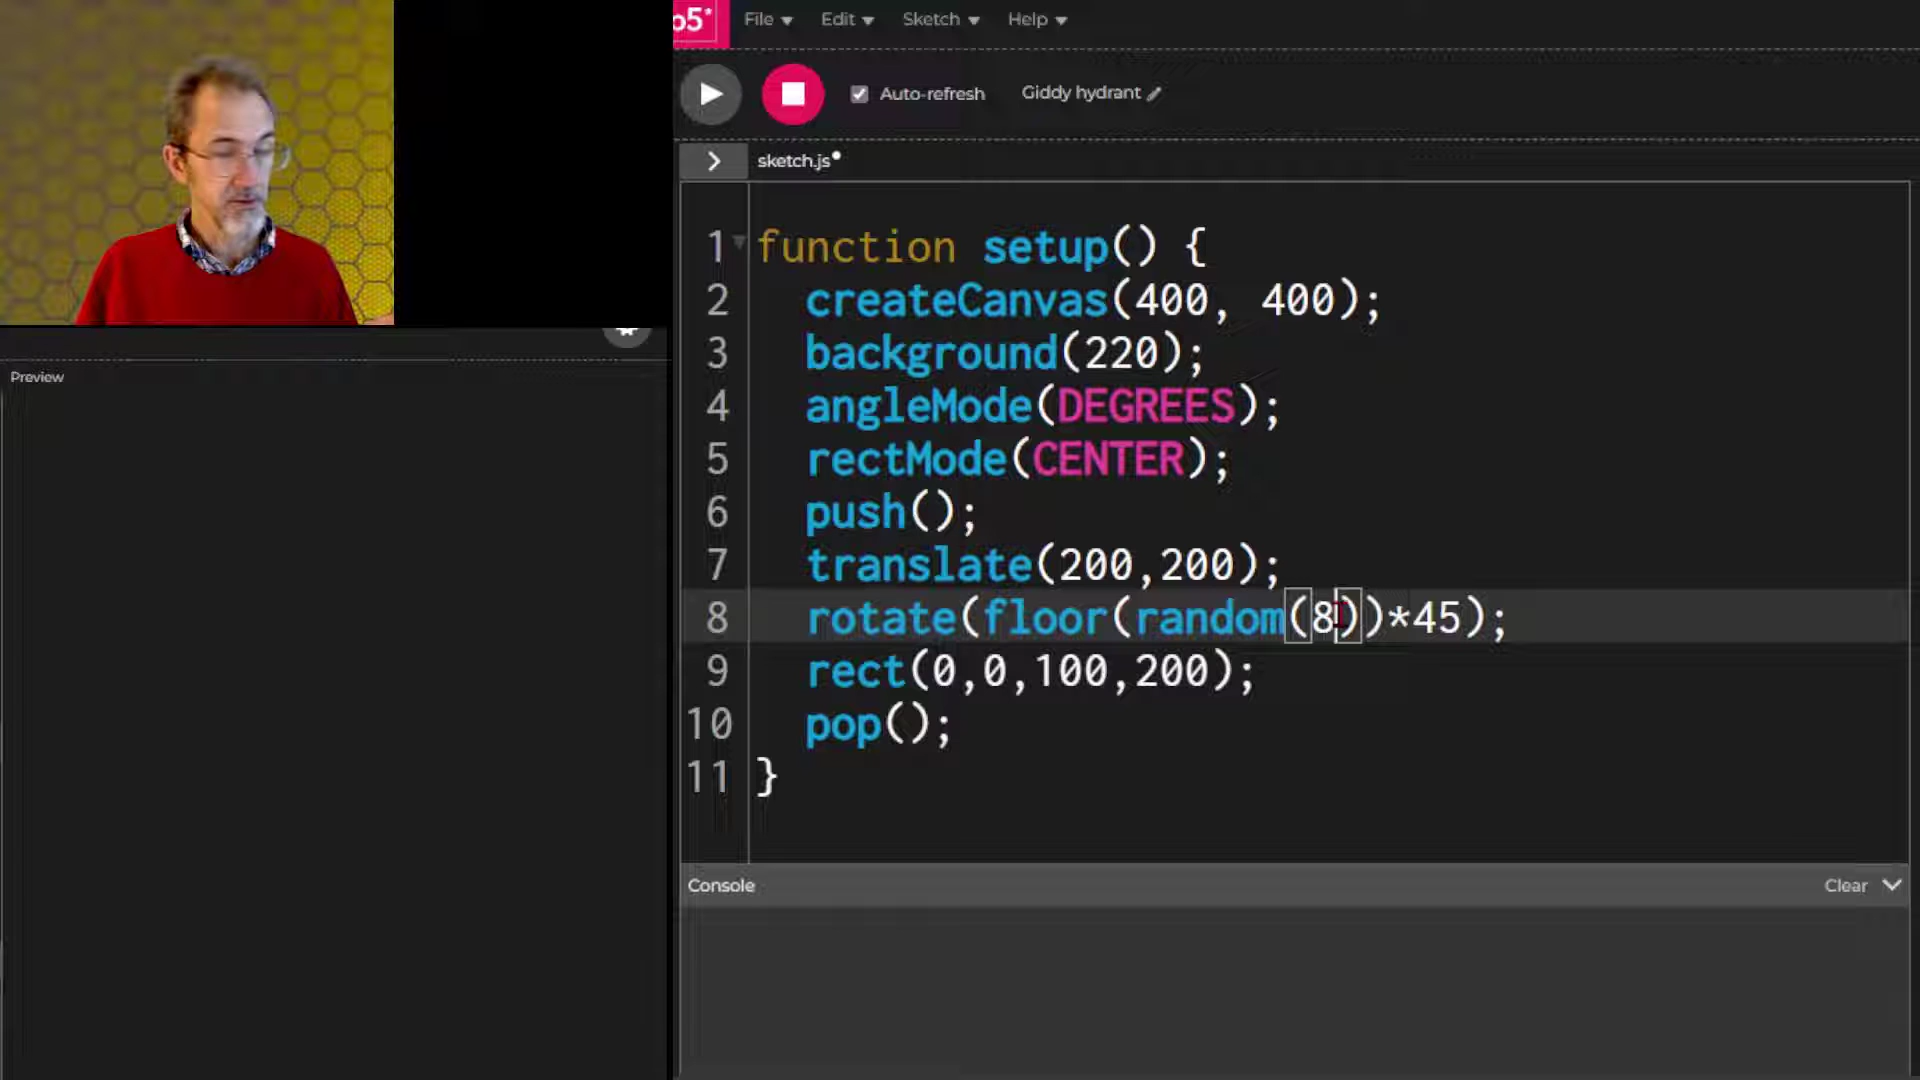 p5* File Edit Sketch Help
Auto-refresh Giddy hydrant
sketch.js
Preview
1 function setup() {
2 createCanvas(400, 400);
3 background(220);
4 angleMode(DEGREES);
5 rectMode(CENTER);
6 push();
7 translate(200,200);
8 rotate(floor(random(8))*45);
9 rect(0,0,100,200);
10 pop();
11 }
Console Clear